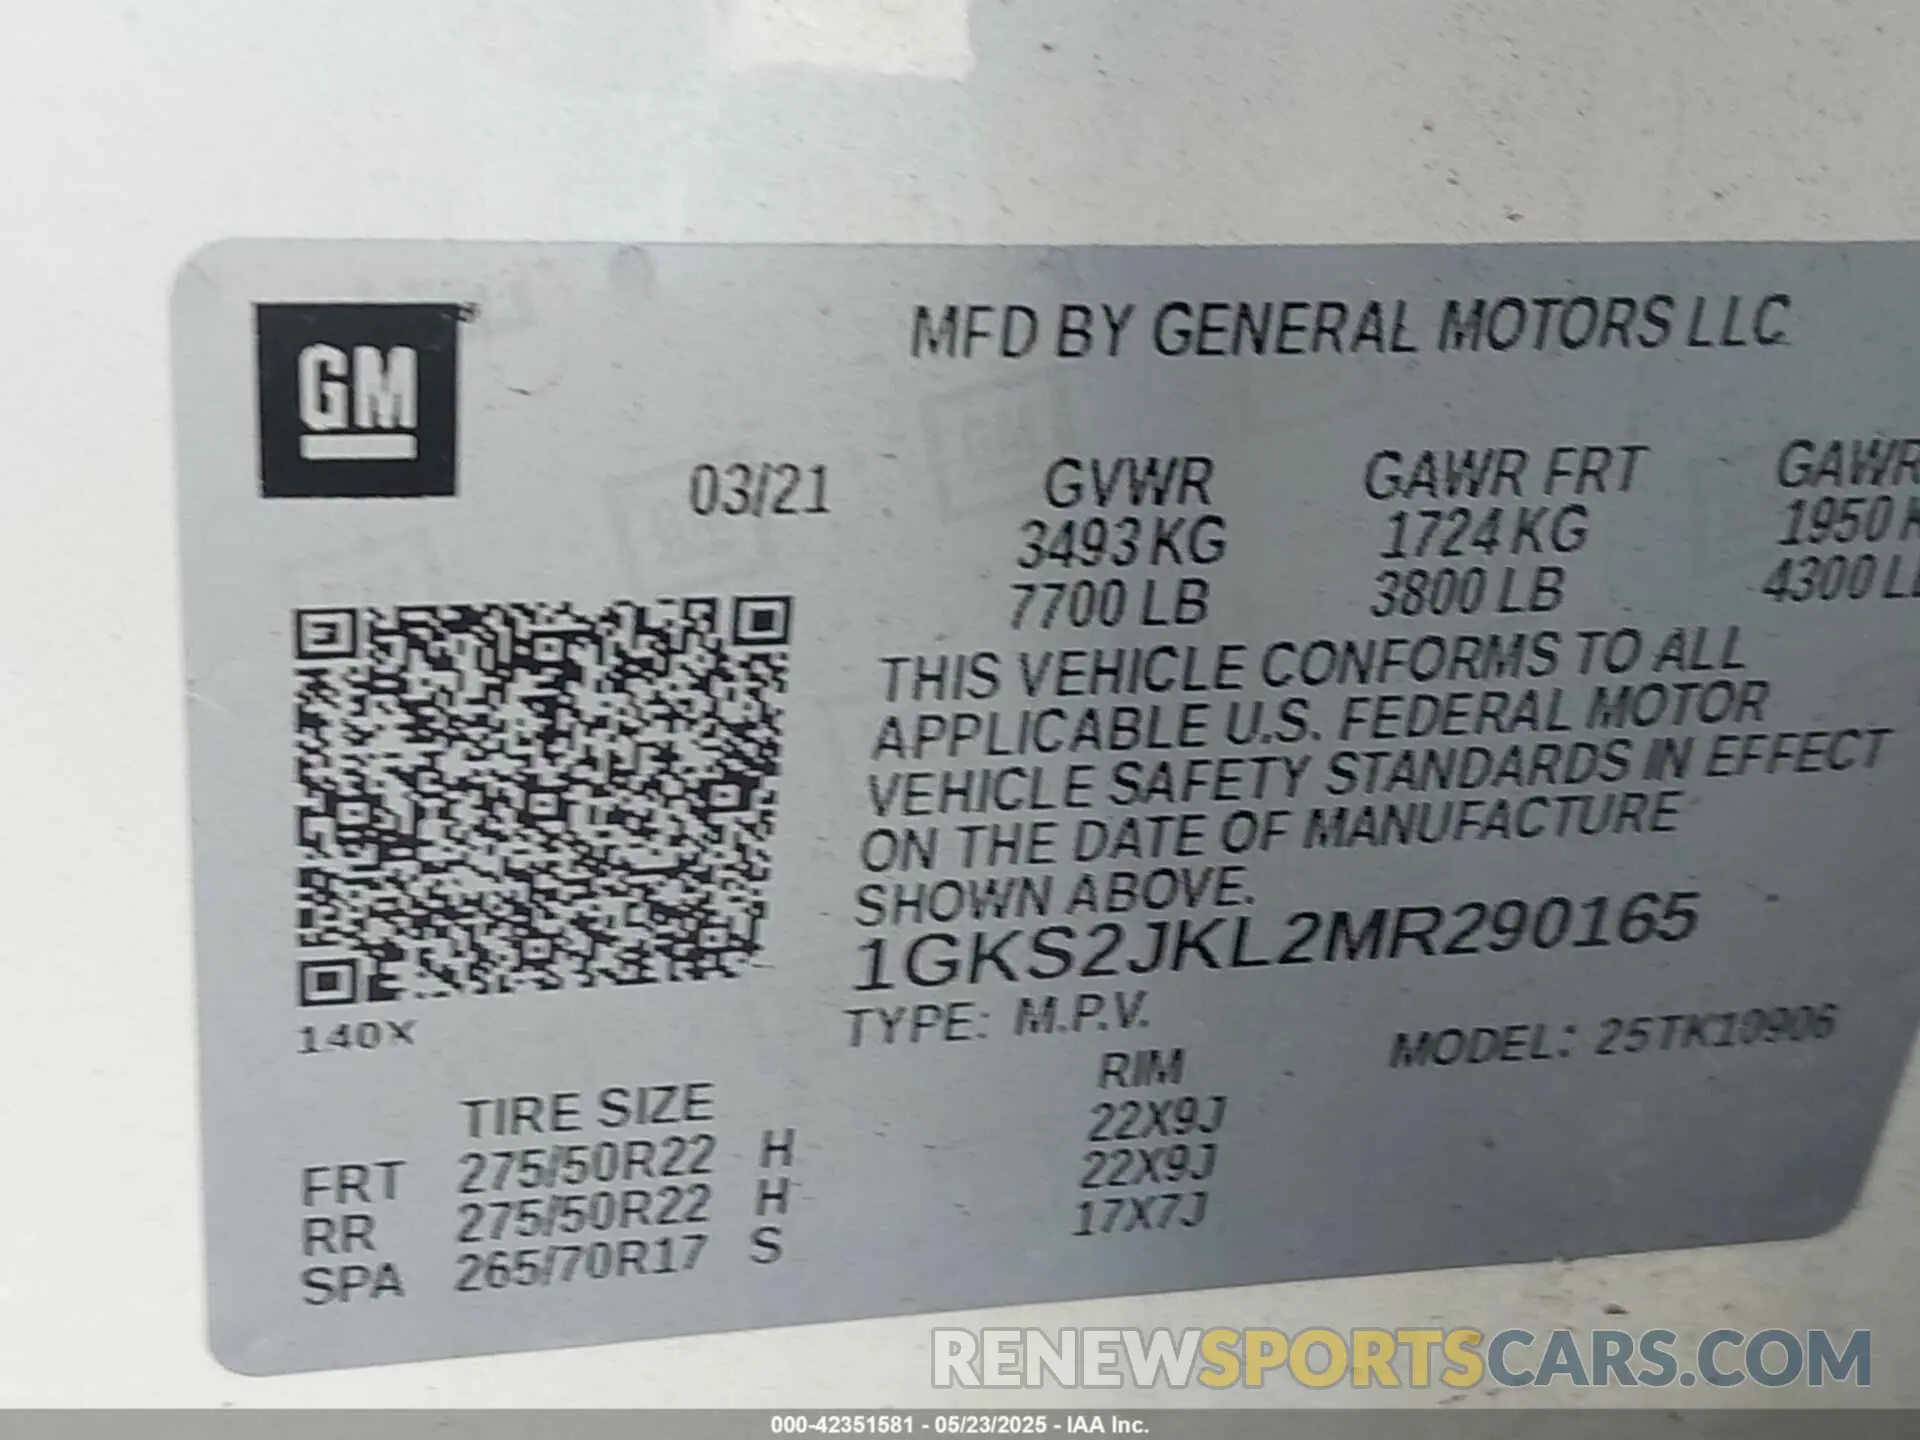 MFD BY GENERAL MOTORS LLC
GM
03/21
GVWR GAWR FRT GAWR
3493 KG 1724 KG 1950 K
7700 LB 3800 LB 4300 LB
THIS VEHICLE CONFORMS TO ALL
APPLICABLE U.S. FEDERAL MOTOR
VEHICLE SAFETY STANDARDS IN EFFECT
ON THE DATE OF MANUFACTURE
SHOWN ABOVE.
1GKS2JKL2MR290165
140X
TYPE: M.P.V.
MODEL: 25TK10906
TIRE SIZE RIM
FRT 275/50R22 H 22X9J
RR 275/50R22 H 22X9J
SPA 265/70R17 S 17X7J
RENEWSPORTSCARS.COM
000-42351581 - 05/23/2025 - IAA Inc.